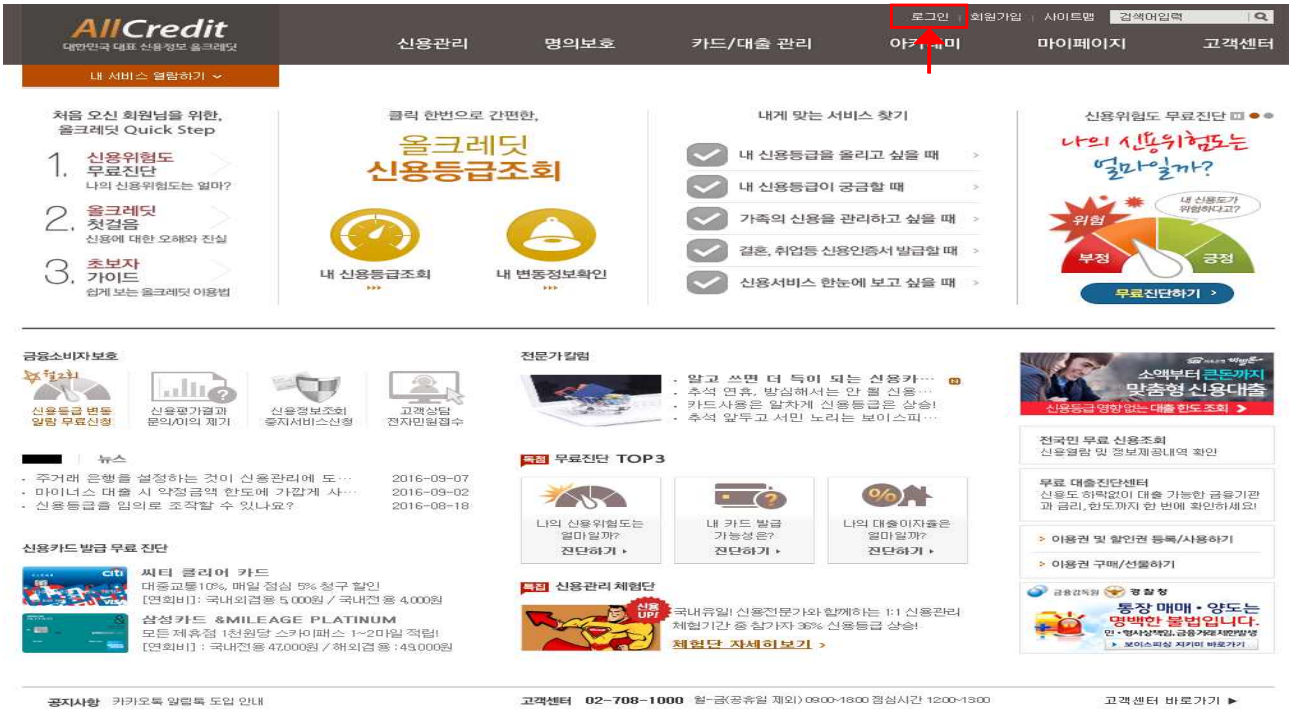 로그인 | 회원가입 | 사이트맵 검색어입력
AllCredit
대한민국 대표 신용정보 올크레딧
신용관리 명의보호 카드/대출 관리 아카데미 마이페이지 고객센터
내 서비스 열람하기
처음 오신 회원님을 위한,
올크레딧 Quick Step
1. 신용위험도
무료진단
나의 신용위험도는 얼마?
2. 올크레딧
첫걸음
신용에 대한 오해와 진실
3. 초보자
가이드
쉽게 보는 올크레딧 이용법
클릭 한번으로 간편한,
올크레딧
신용등급조회
내 신용등급조회 내 변동정보확인
내게 맞는 서비스 찾기
내 신용등급을 올리고 싶을 때 >
내 신용등급이 궁금할 때 >
가족의 신용을 관리하고 싶을 때 >
결혼, 취업등 신용인증서 발급할 때 >
신용서비스 한눈에 보고 싶을 때 >
신용위험도 무료진단
나의 신용위험도는
얼마일까?
내 신용도가
위험하다고?
위험
부정 긍정
무료진단하기 >
금융소비자보호
연2회
신용등급 변동
알람 무료신청
신용평가결과
문의/이의 제기
신용정보조회
중지서비스신청
고객상담
전자민원접수
뉴스
· 주거래 은행을 설정하는 것이 신용관리에 도… 2016-09-07
· 마이너스 대출 시 약정금액 한도에 가깝게 사… 2016-09-02
· 신용등급을 임의로 조작할 수 있나요? 2016-08-18
신용카드 발급 무료 진단
citi
씨티 클리어 카드
대중교통10%, 매일 점심 5% 청구 할인
[연회비] : 국내외겸용 5,000원 / 국내전용 4,000원
삼성카드 &MILEAGE PLATINUM
모든 제휴점 1천원당 스카이패스 1~2마일 적립!
[연회비] : 국내전용 47,000원 / 해외겸용 :49,000원
전문가칼럼
· 알고 쓰면 더 득이 되는 신용카… N
· 추석 연휴, 방심해서는 안 될 신용…
· 카드사용은 알차게 신용등급은 상승!
· 추석 앞두고 서민 노리는 보이스피…
독점 무료진단 TOP3
나의 신용위험도는
얼마일까?
진단하기
내 카드 발급
가능성은?
진단하기
나의 대출이자율은
얼마일까?
진단하기
특집 신용관리 체험단
신용
UP!
국내유일! 신용전문가와 함께하는 1:1 신용관리
체험기간 중 참가자 36% 신용등급 상승!
체험단 자세히보기 >
소액부터 큰돈까지
맞춤형 신용대출
신용등급 영향 없는 대출 한도 조회
전국민 무료 신용조회
신용열람 및 정보제공내역 확인
무료 대출진단센터
신용도 하락없이 대출 가능한 금융기관
과 금리, 한도까지 한 번에 확인하세요!
> 이용권 및 할인권 등록/사용하기
> 이용권 구매/선물하기
금융감독원 경찰청
통장 매매·양도는
명백한 불법입니다.
민·형사상책임, 금융거래제한발생
보이스피싱 지키미 바로가기
공지사항 카카오톡 알림톡 도입 안내
고객센터 02-708-1000 월-금(공휴일 제외) 09:00~18:00 점심시간 12:00~13:00
고객센터 바로가기 ▶